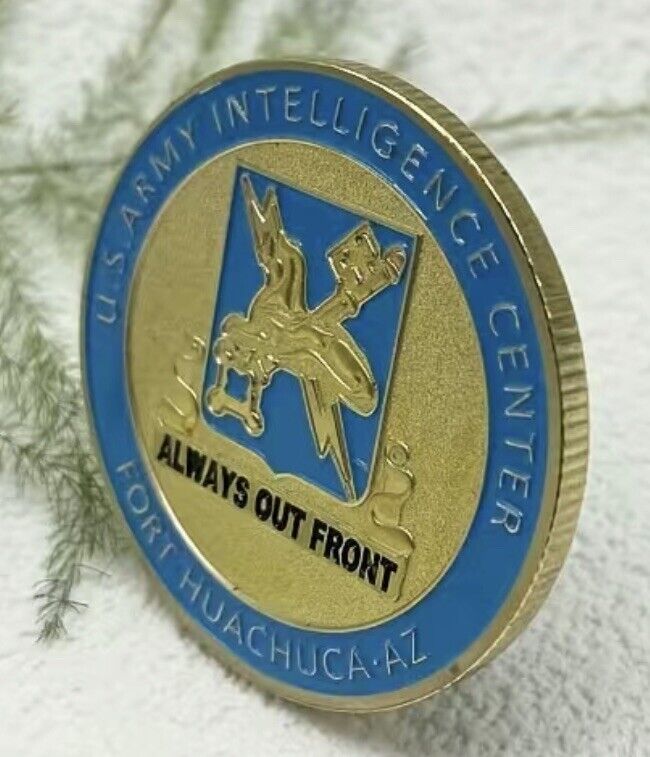 U.S. ARMY INTELLIGENCE CENTER
ALWAYS OUT FRONT
FORT HUACHUCA · AZ